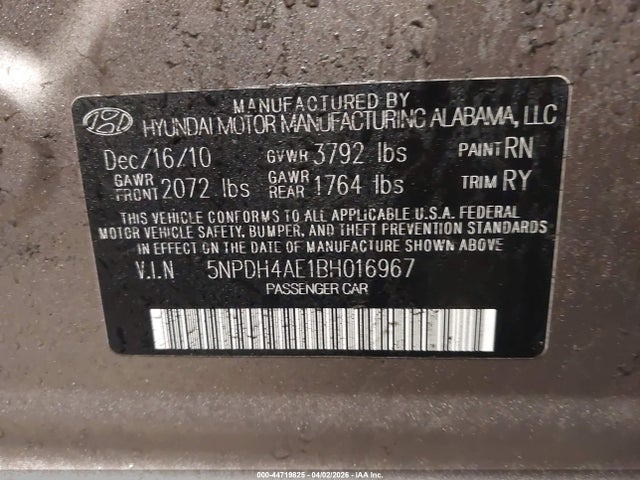 MANUFACTURED BY
HYUNDAI MOTOR MANUFACTURING ALABAMA, LLC
Dec/16/10 GVWR 3792 lbs PAINT RN
GAWR FRONT 2072 lbs GAWR REAR 1764 lbs TRIM RY
THIS VEHICLE CONFORMS TO ALL APPLICABLE U.S.A. FEDERAL
MOTOR VEHICLE SAFETY, BUMPER, AND THEFT PREVENTION STANDARDS
IN EFFECT ON THE DATE OF MANUFACTURE SHOWN ABOVE
V.I.N 5NPDH4AE1BH016967
PASSENGER CAR
000-44719825 - 04/02/2026 - IAA Inc.